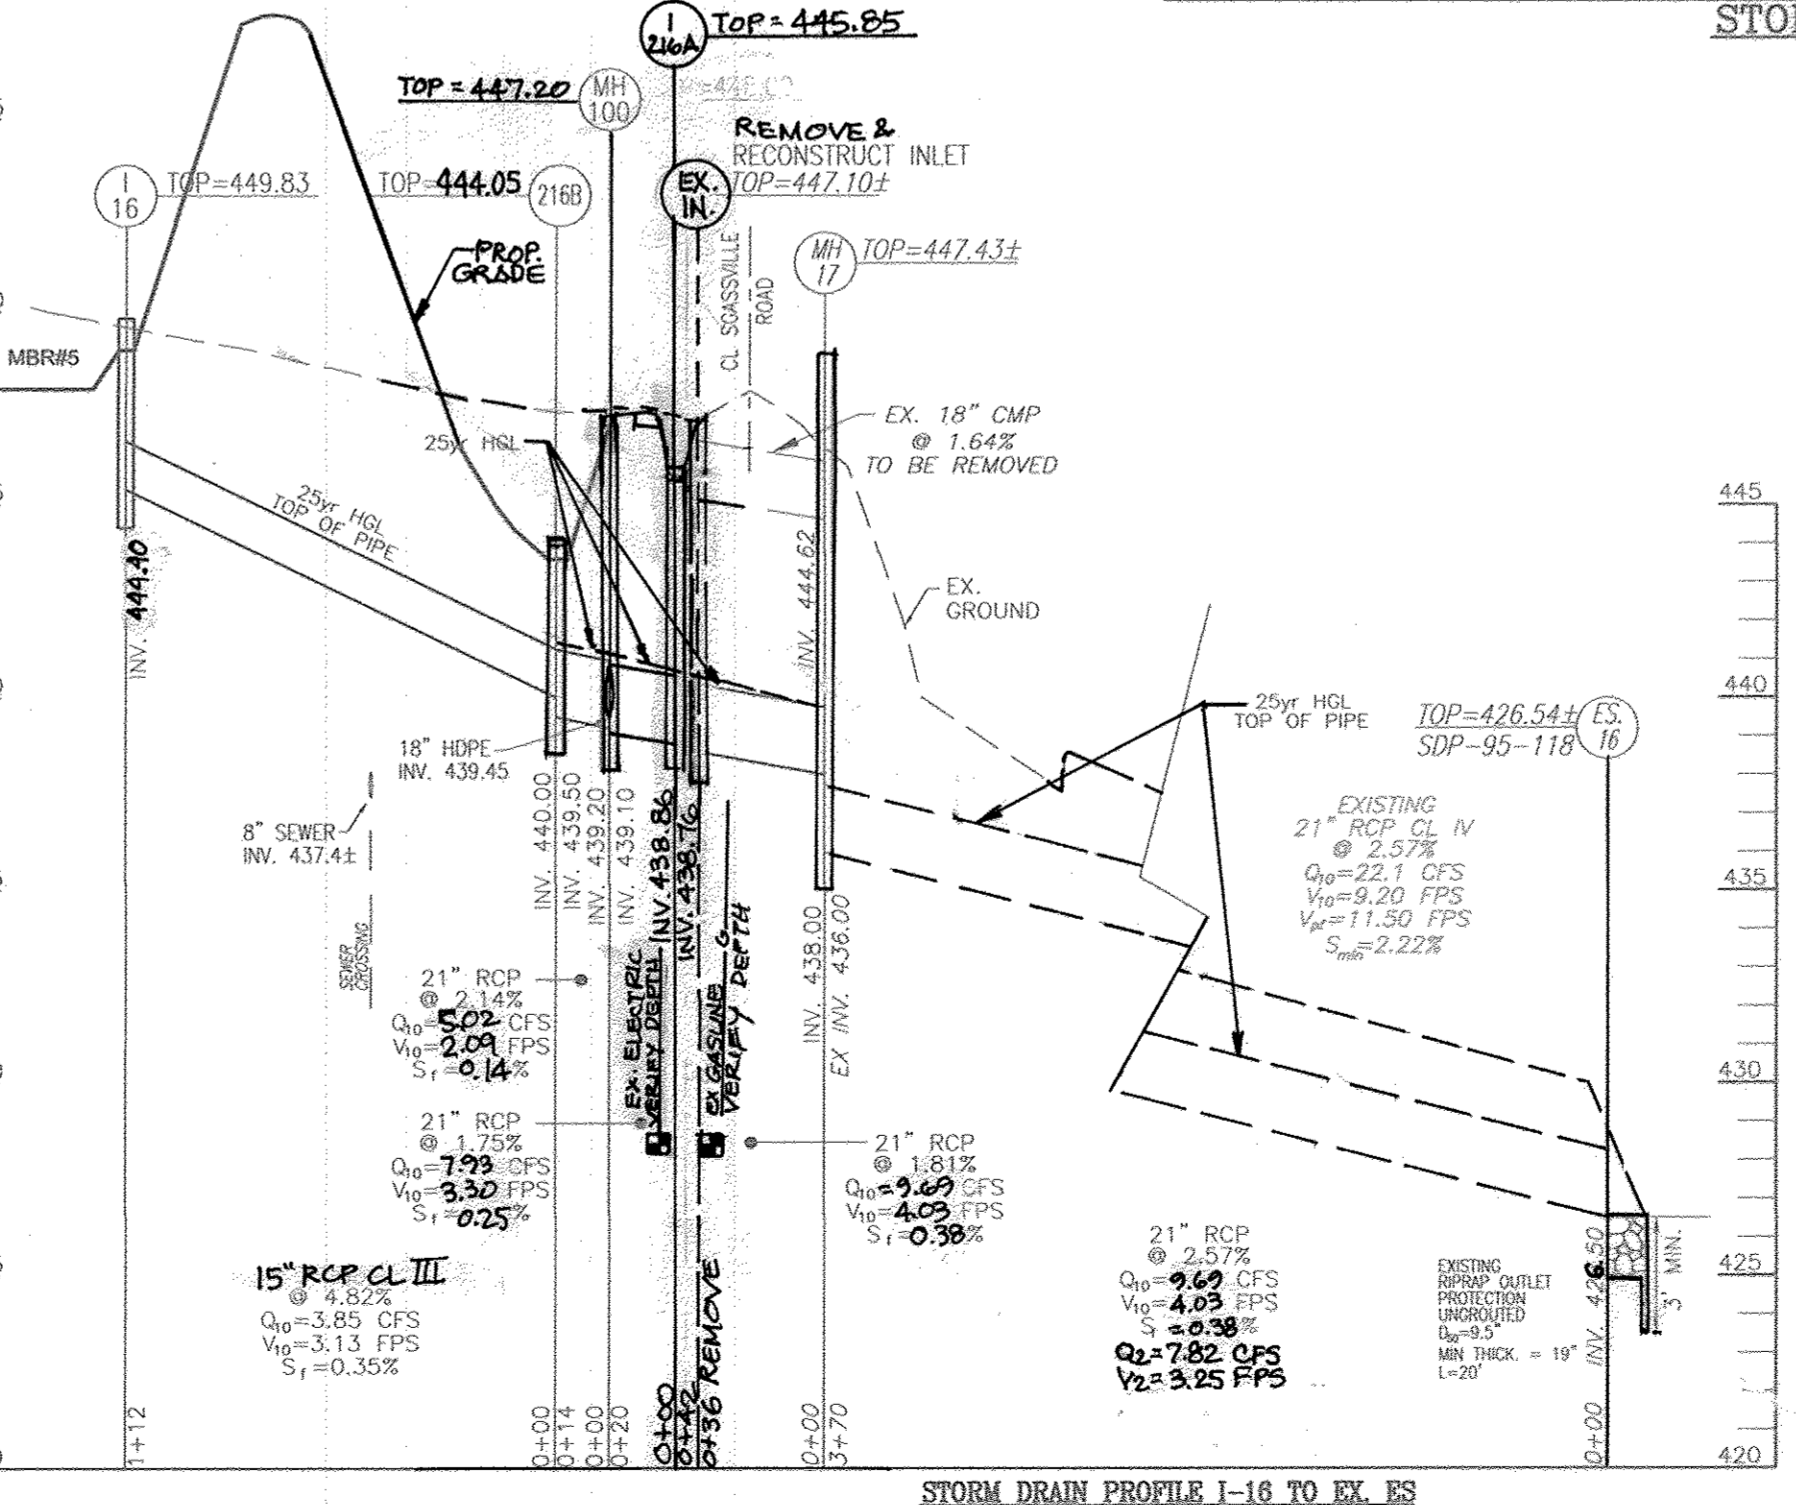 STO
I
216A
TOP= 445.85
TOP = 447.20
MH
100
REMOVE &
RECONSTRUCT INLET
TOP=447.10±
EX.
IN.
I
16
TOP=449.83
TOP=444.05
216B
PROP.
GRADE
MH
17
TOP=447.43±
CL SGASSVILLE
ROAD
MBR#5
25yr HGL
EX. 18" CMP
@ 1.64%
TO BE REMOVED
25yr HGL
TOP OF PIPE
INV. 444.40
INV. 444.62
EX.
GROUND
445
440
435
430
425
420
25yr HGL
TOP OF PIPE
TOP=426.54±
SDP-95-118
ES.
16
18" HDPE
INV. 439.45
8" SEWER
INV. 437.4±
SEWER
CROSSING
INV. 440.00
INV. 439.50
INV. 439.20
INV. 439.10
INV. 438.86
INV. 438.76
EX. ELECTRIC
VERIFY DEPTH
EX GASLINE
VERIFY DEPTH
G
INV. 438.00
EX INV. 436.00
EXISTING
21" RCP CL IV
@ 2.57%
Q10=22.1 CFS
V10=9.20 FPS
Vpf=11.50 FPS
Smin=2.22%
21" RCP
@ 2.14%
Q10=5.02 CFS
V10=2.09 FPS
Sf=0.14%
21" RCP
@ 1.75%
Q10=7.93 CFS
V10=3.30 FPS
Sf=0.25%
21" RCP
@ 1.81%
Q10=9.69 CFS
V10=4.03 FPS
Sf=0.38%
15" RCP CL III
@ 4.82%
Q10=3.85 CFS
V10=3.13 FPS
Sf=0.35%
21" RCP
@ 2.57%
Q10=9.69 CFS
V10=4.03 FPS
S =0.38%
Q2=7.82 CFS
V2=3.25 FPS
EXISTING
RIPRAP OUTLET
PROTECTION
UNGROUTED
D50=9.5"
MIN THICK. = 19"
L=20'
INV. 426.50
3' MIN.
1+12
0+00
0+14
0+00
0+20
0+00
0+42
0+36 REMOVE
0+00
3+70
0+00
STORM DRAIN PROFILE I-16 TO EX. ES